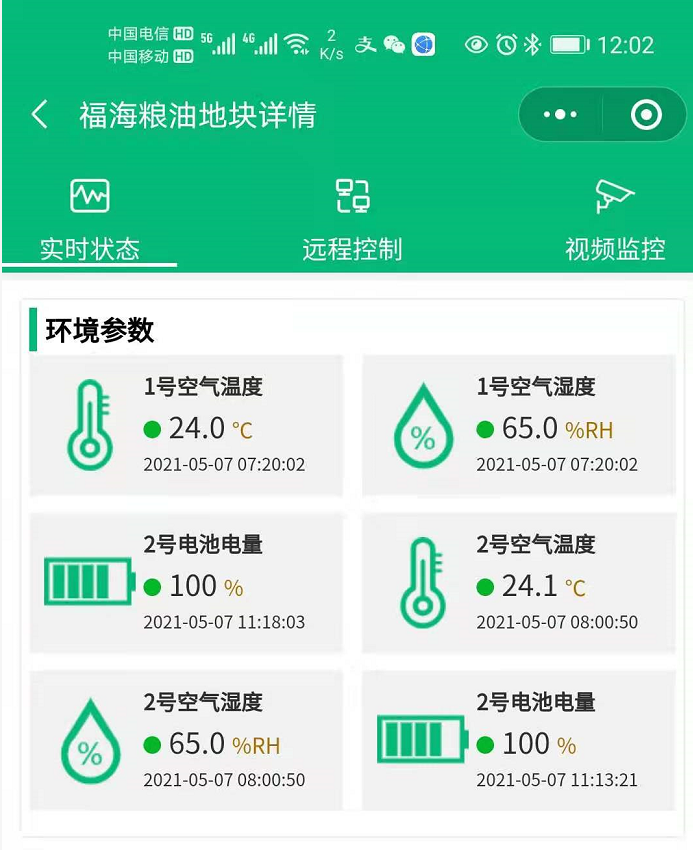 中国电信 HD 5G 4G 2 K/s 支 12:02
中国移动 HD
福海粮油地块详情
实时状态 远程控制 视频监控
环境参数
1号空气温度
24.0 ℃
2021-05-07 07:20:02
1号空气湿度
% 65.0 %RH
2021-05-07 07:20:02
2号电池电量
100 %
2021-05-07 11:18:03
2号空气温度
24.1 ℃
2021-05-07 08:00:50
2号空气湿度
% 65.0 %RH
2021-05-07 08:00:50
2号电池电量
100 %
2021-05-07 11:13:21